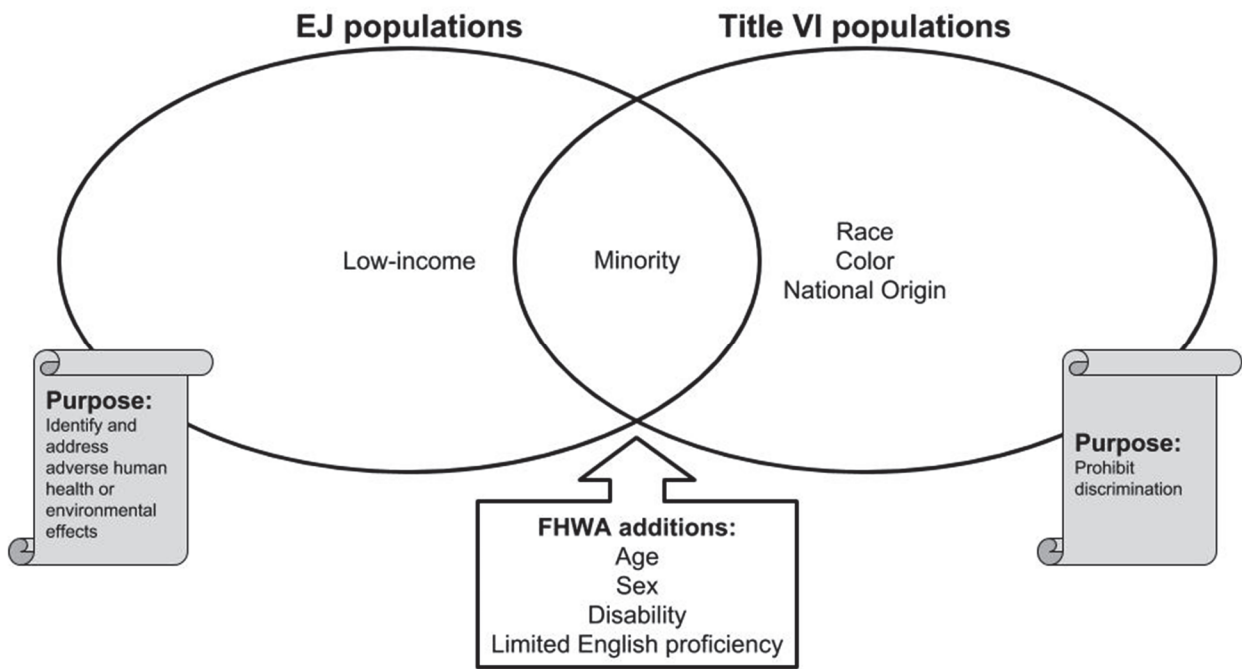 EJ populations
Title VI populations
Low-income
Minority
Race
Color
National Origin
Purpose:
Identify and
address
adverse human
health or
environmental
effects
Purpose:
Prohibit
discrimination
FHWA additions:
Age
Sex
Disability
Limited English proficiency